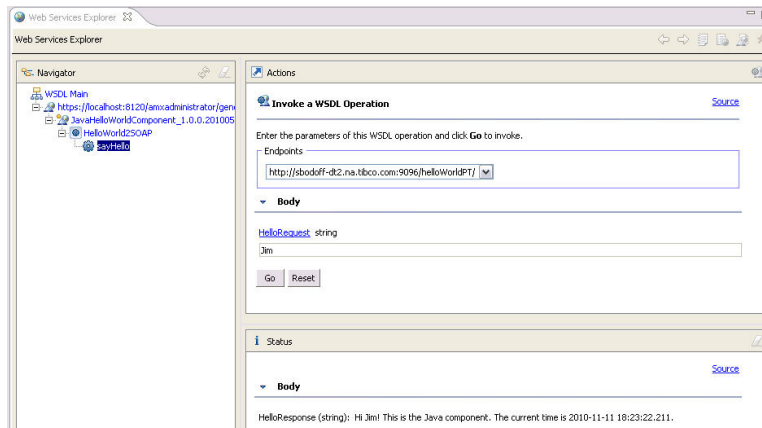 Web Services Explorer
Web Services Explorer
Navigator
WSDL Main
https://localhost:8120/amxadministrator/gene
JavaHelloWorldComponent_1.0.0.201005
HelloWorld2SOAP
sayHello
Actions
Invoke a WSDL Operation
Source
Enter the parameters of this WSDL operation and click Go to invoke.
Endpoints
http://sbodoff-dt2.na.tibco.com:9096/helloWorldPT/
Body
HelloRequest string
Jim
Go Reset
Status
Source
Body
HelloResponse (string): Hi Jim! This is the Java component. The current time is 2010-11-11 18:23:22.211.